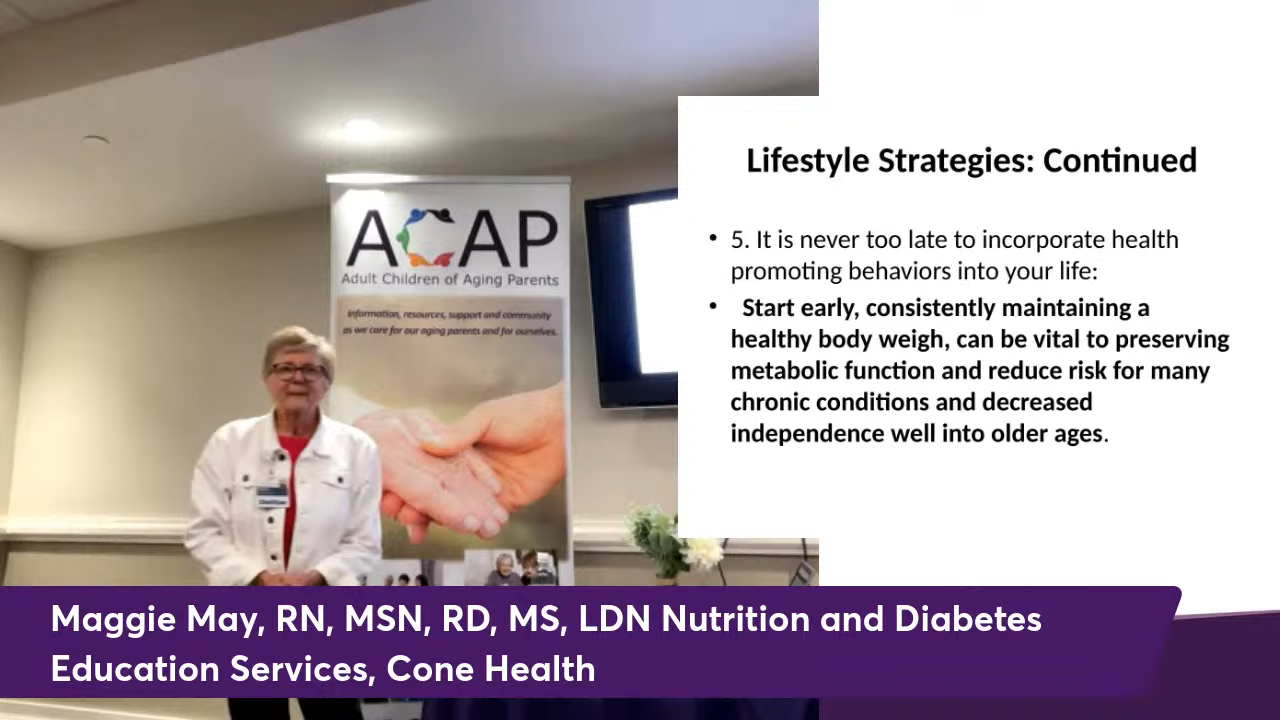 ACAP
Adult Children of Aging Parents
Information, resources, support and community
as we care for our aging parents and for ourselves.
Lifestyle Strategies: Continued
• 5. It is never too late to incorporate health
promoting behaviors into your life:
• Start early, consistently maintaining a
healthy body weigh, can be vital to preserving
metabolic function and reduce risk for many
chronic conditions and decreased
independence well into older ages.
Maggie May, RN, MSN, RD, MS, LDN Nutrition and Diabetes
Education Services, Cone Health